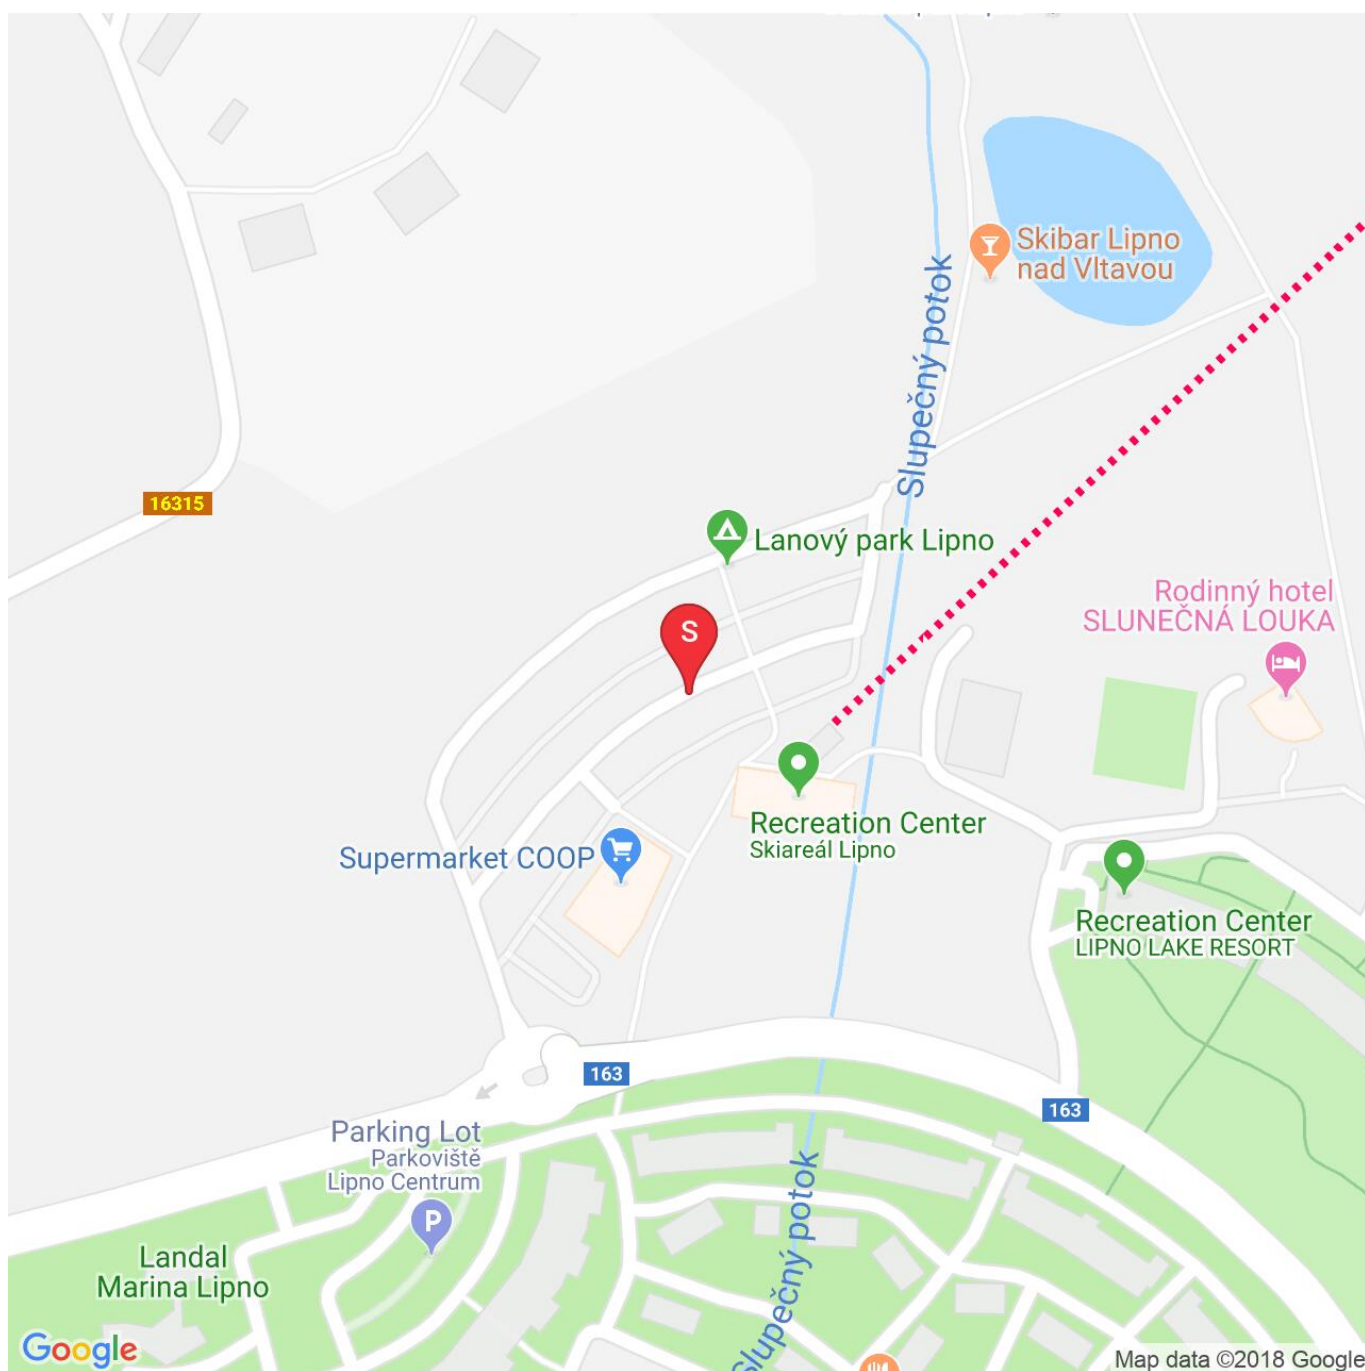 Skibar Lipno
nad Vltavou
Slupečný potok
16315
Lanový park Lipno
Rodinný hotel
SLUNEČNÁ LOUKA
S
Recreation Center
Skiareál Lipno
Supermarket COOP
Recreation Center
LIPNO LAKE RESORT
163
163
Parking Lot
Parkoviště
Lipno Centrum
P
Slupečný potok
Landal
Marina Lipno
Google
Map data ©2018 Google